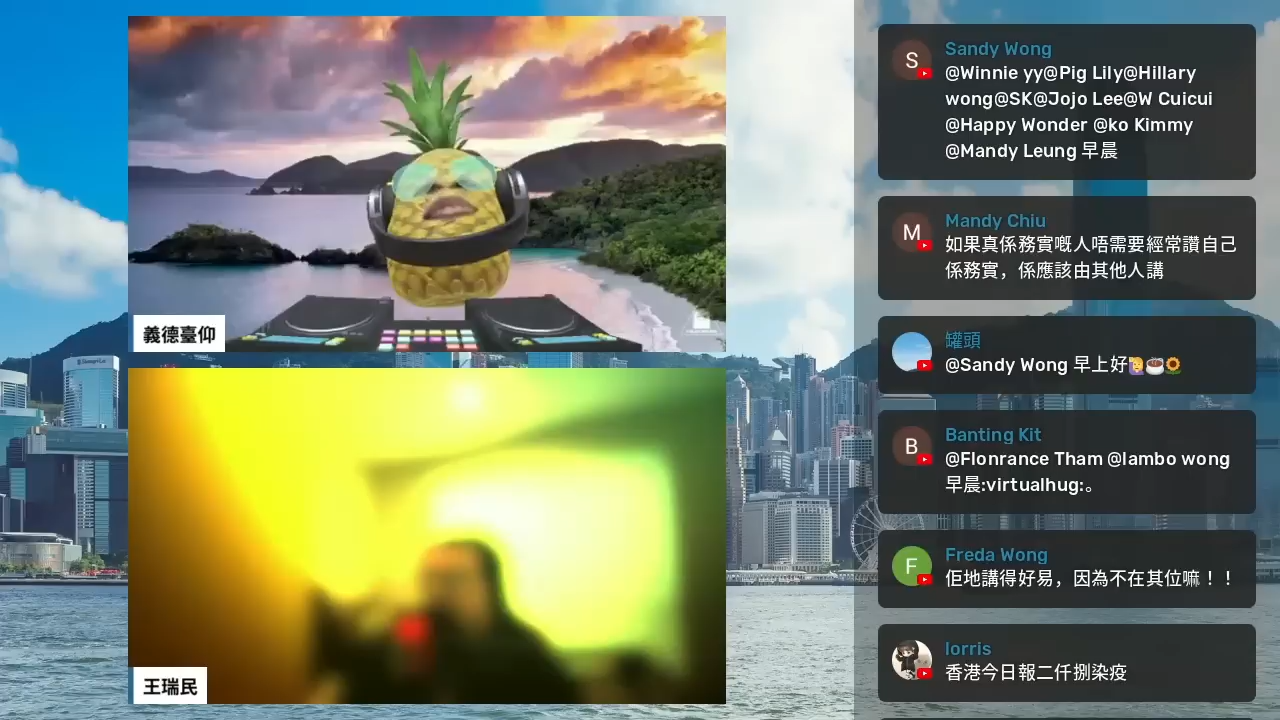 義德臺仰
王瑞民
S
Sandy Wong
@Winnie yy@Pig Lily@Hillary
wong@SK@Jojo Lee@W Cuicui
@Happy Wonder @ko Kimmy
@Mandy Leung 早晨
M
Mandy Chiu
如果真係務實嘅人唔需要經常讚自己
係務實，係應該由其他人講
罐頭
@Sandy Wong 早上好🙋☕🌻
B
Banting Kit
@Flonrance Tham @lambo wong
早晨:virtualhug:。
F
Freda Wong
佢地講得好易，因為不在其位嘛！！
lorris
香港今日報二仟捌染疫